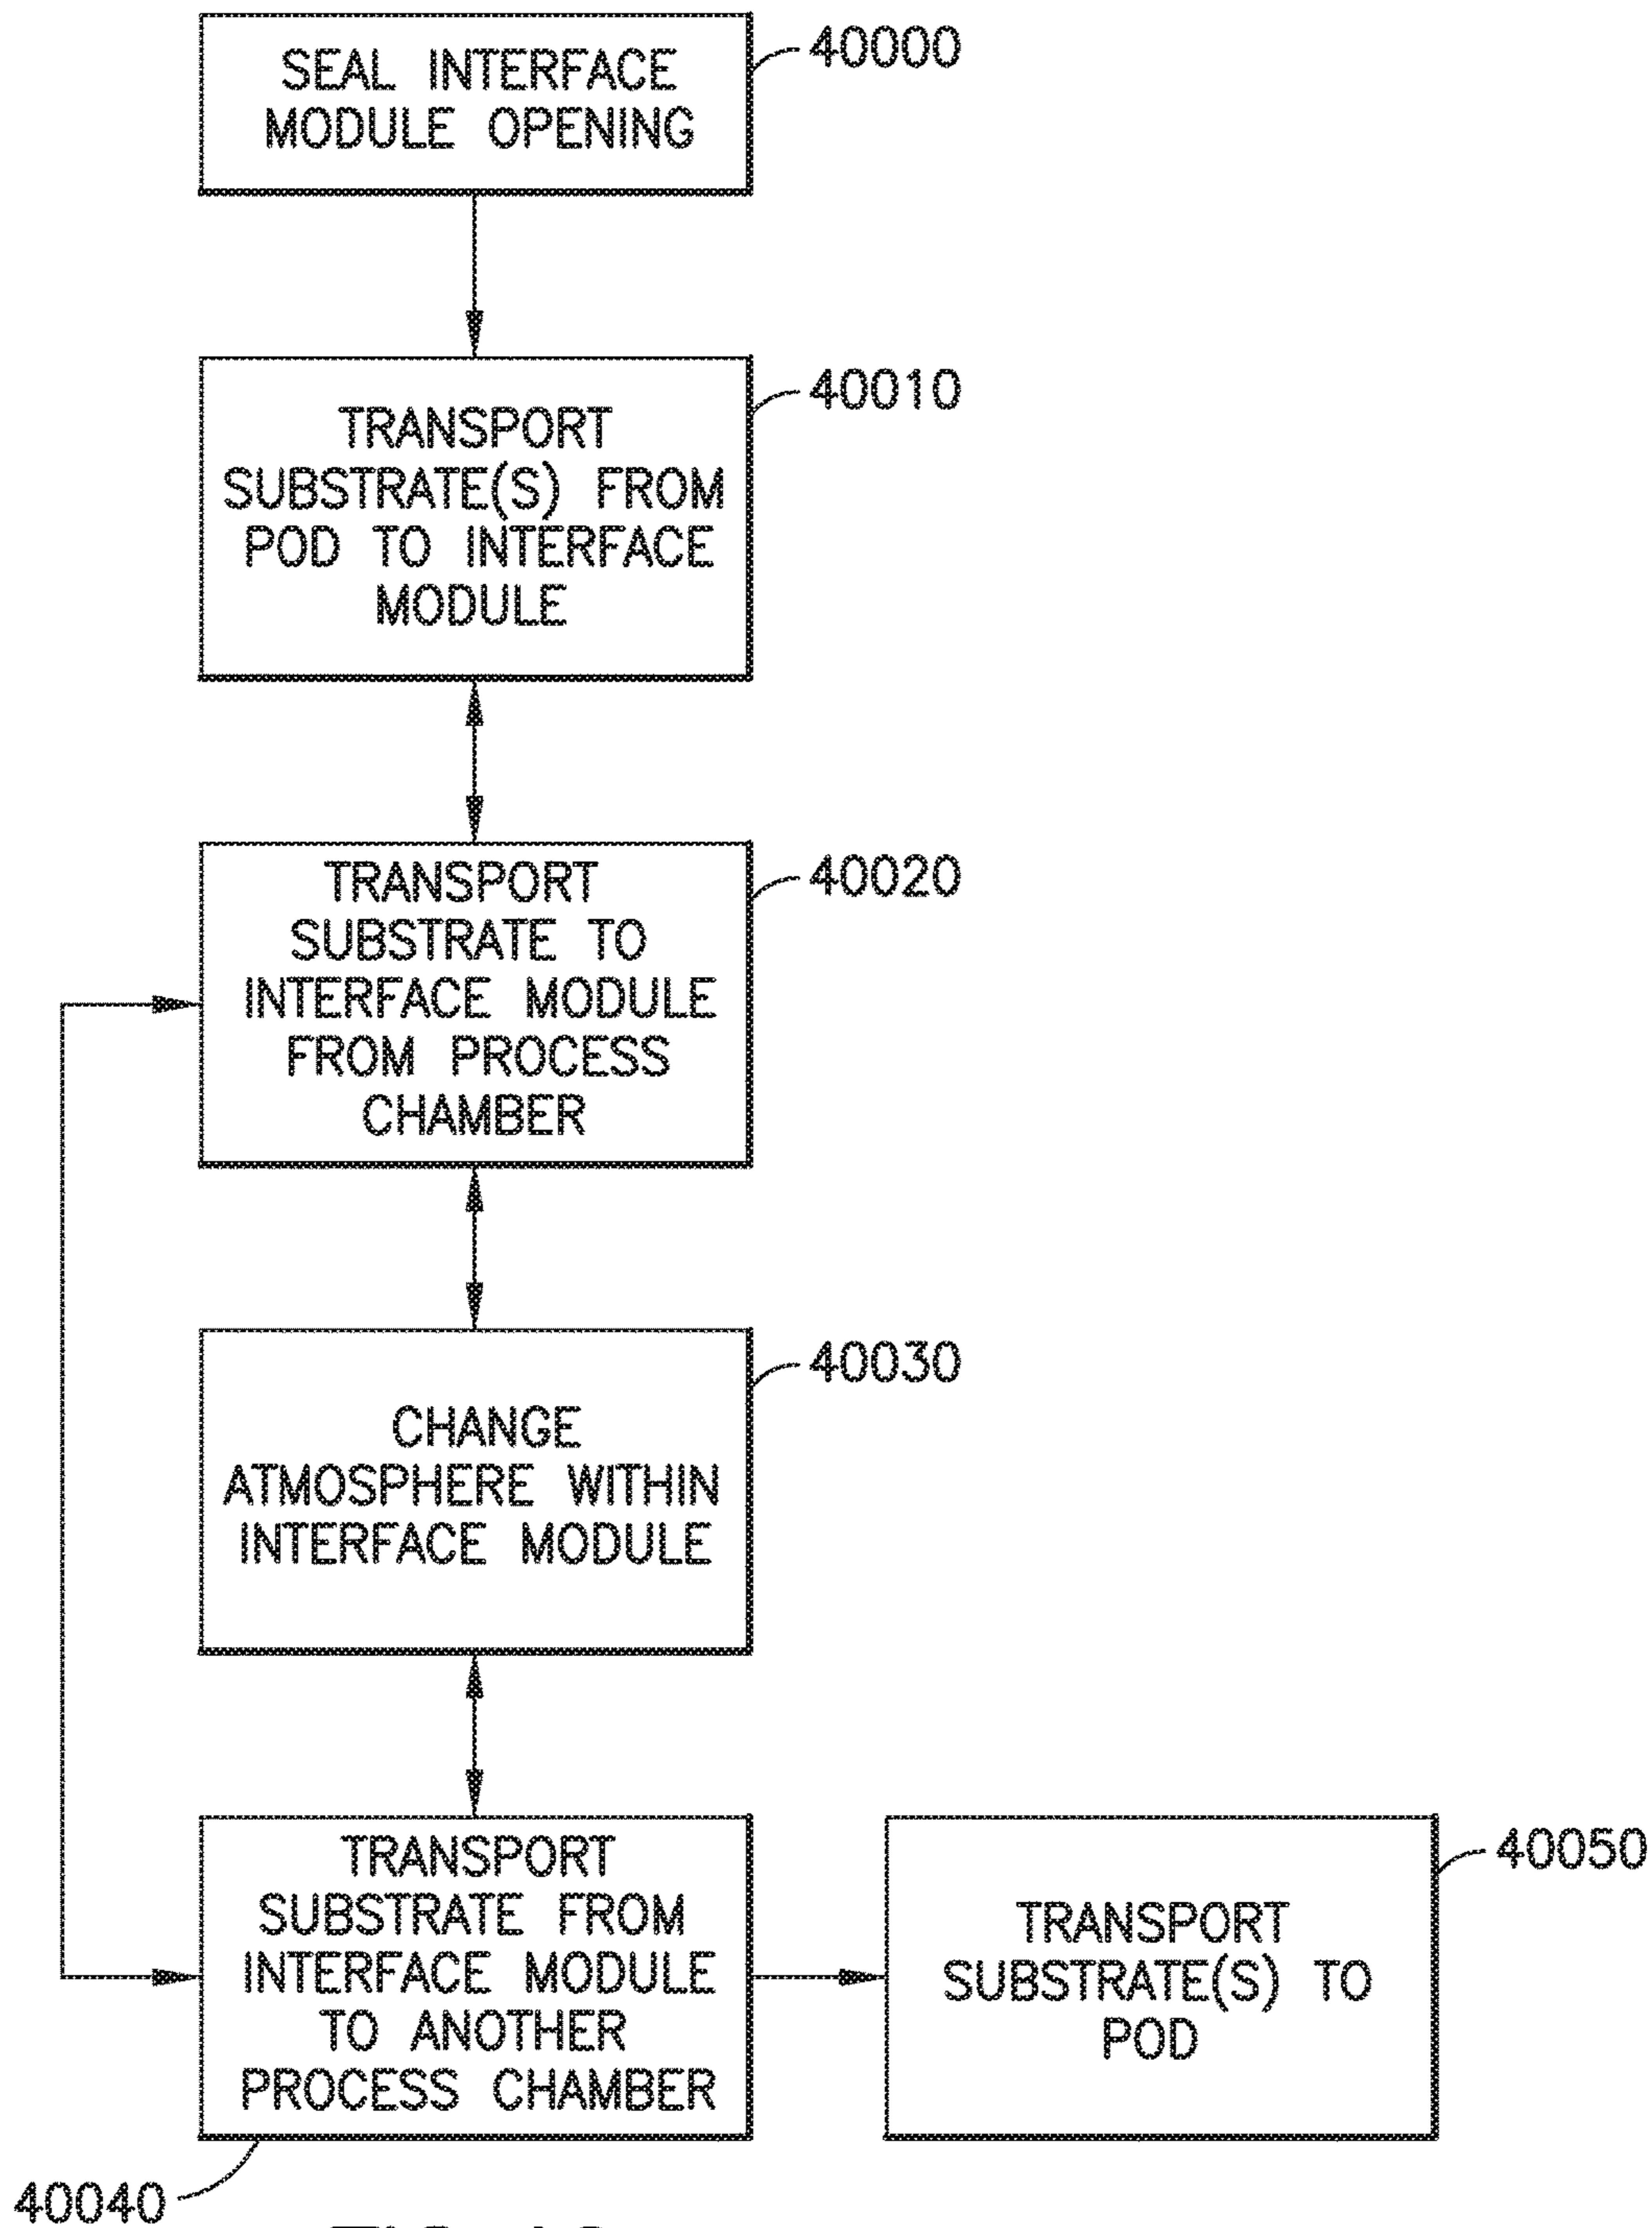 SEAL INTERFACE
MODULE OPENING
40000
TRANSPORT
SUBSTRATE(S) FROM
POD TO INTERFACE
MODULE
40010
TRANSPORT
SUBSTRATE TO
INTERFACE MODULE
FROM PROCESS
CHAMBER
40020
CHANGE
ATMOSPHERE WITHIN
INTERFACE MODULE
40030
TRANSPORT
SUBSTRATE FROM
INTERFACE MODULE
TO ANOTHER
PROCESS CHAMBER
40040
TRANSPORT
SUBSTRATE(S) TO
POD
40050